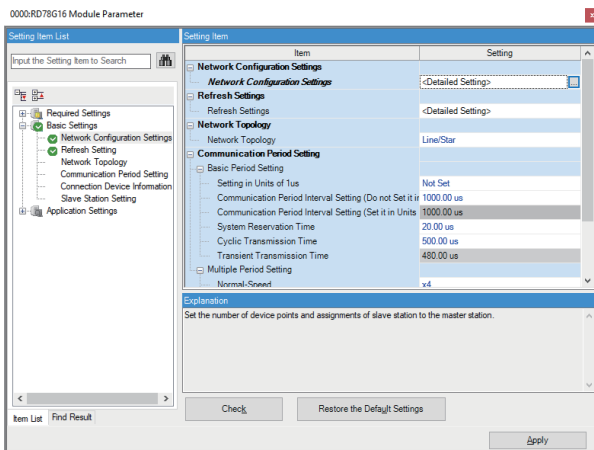 0000:RD78G16 Module Parameter
x
Setting Item List
Input the Setting Item to Search
Required Settings
Basic Settings
Network Configuration Settings
Refresh Setting
Network Topology
Communication Period Setting
Connection Device Information
Slave Station Setting
Application Settings
Item List Find Result
Setting Item
Item Setting
Network Configuration Settings
Network Configuration Settings <Detailed Setting> ...
Refresh Settings
Refresh Settings <Detailed Setting>
Network Topology
Network Topology Line/Star
Communication Period Setting
Basic Period Setting
Setting in Units of 1us Not Set
Communication Period Interval Setting (Do not Set it ir 1000.00 us
Communication Period Interval Setting (Set it in Units 1000.00 us
System Reservation Time 20.00 us
Cyclic Transmission Time 500.00 us
Transient Transmission Time 480.00 us
Multiple Period Setting
Normal-Speed x4
Explanation
Set the number of device points and assignments of slave station to the master station.
Check Restore the Default Settings
Apply